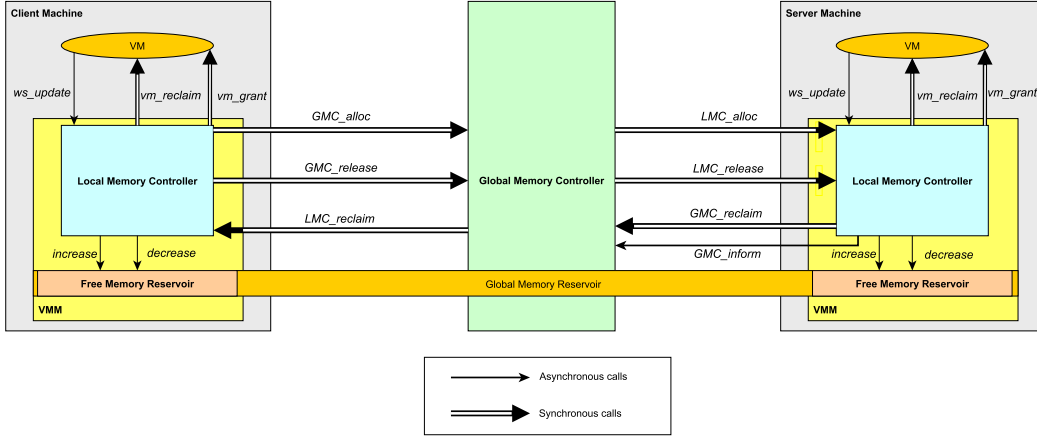 Client Machine
Server Machine
VM
VM
ws_update
vm_reclaim
vm_grant
ws_update
vm_reclaim
vm_grant
GMC_alloc
LMC_alloc
Local Memory Controller
GMC_release
Global Memory Controller
LMC_release
Local Memory Controller
LMC_reclaim
GMC_reclaim
increase
decrease
GMC_inform
increase
decrease
Free Memory Reservoir
Global Memory Reservoir
Free Memory Reservoir
VMM
VMM
Asynchronous calls
Synchronous calls